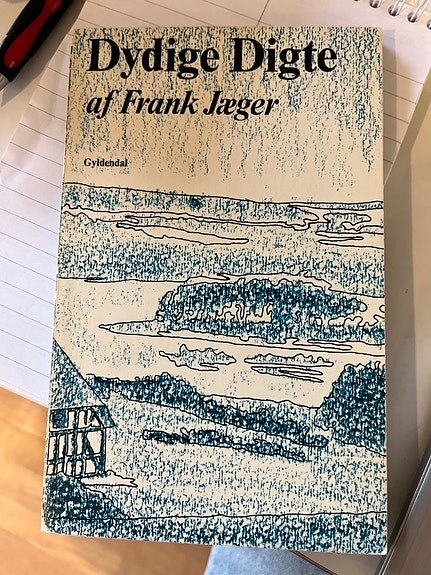 Dydige Digte
af Frank Jæger
Gyldendal